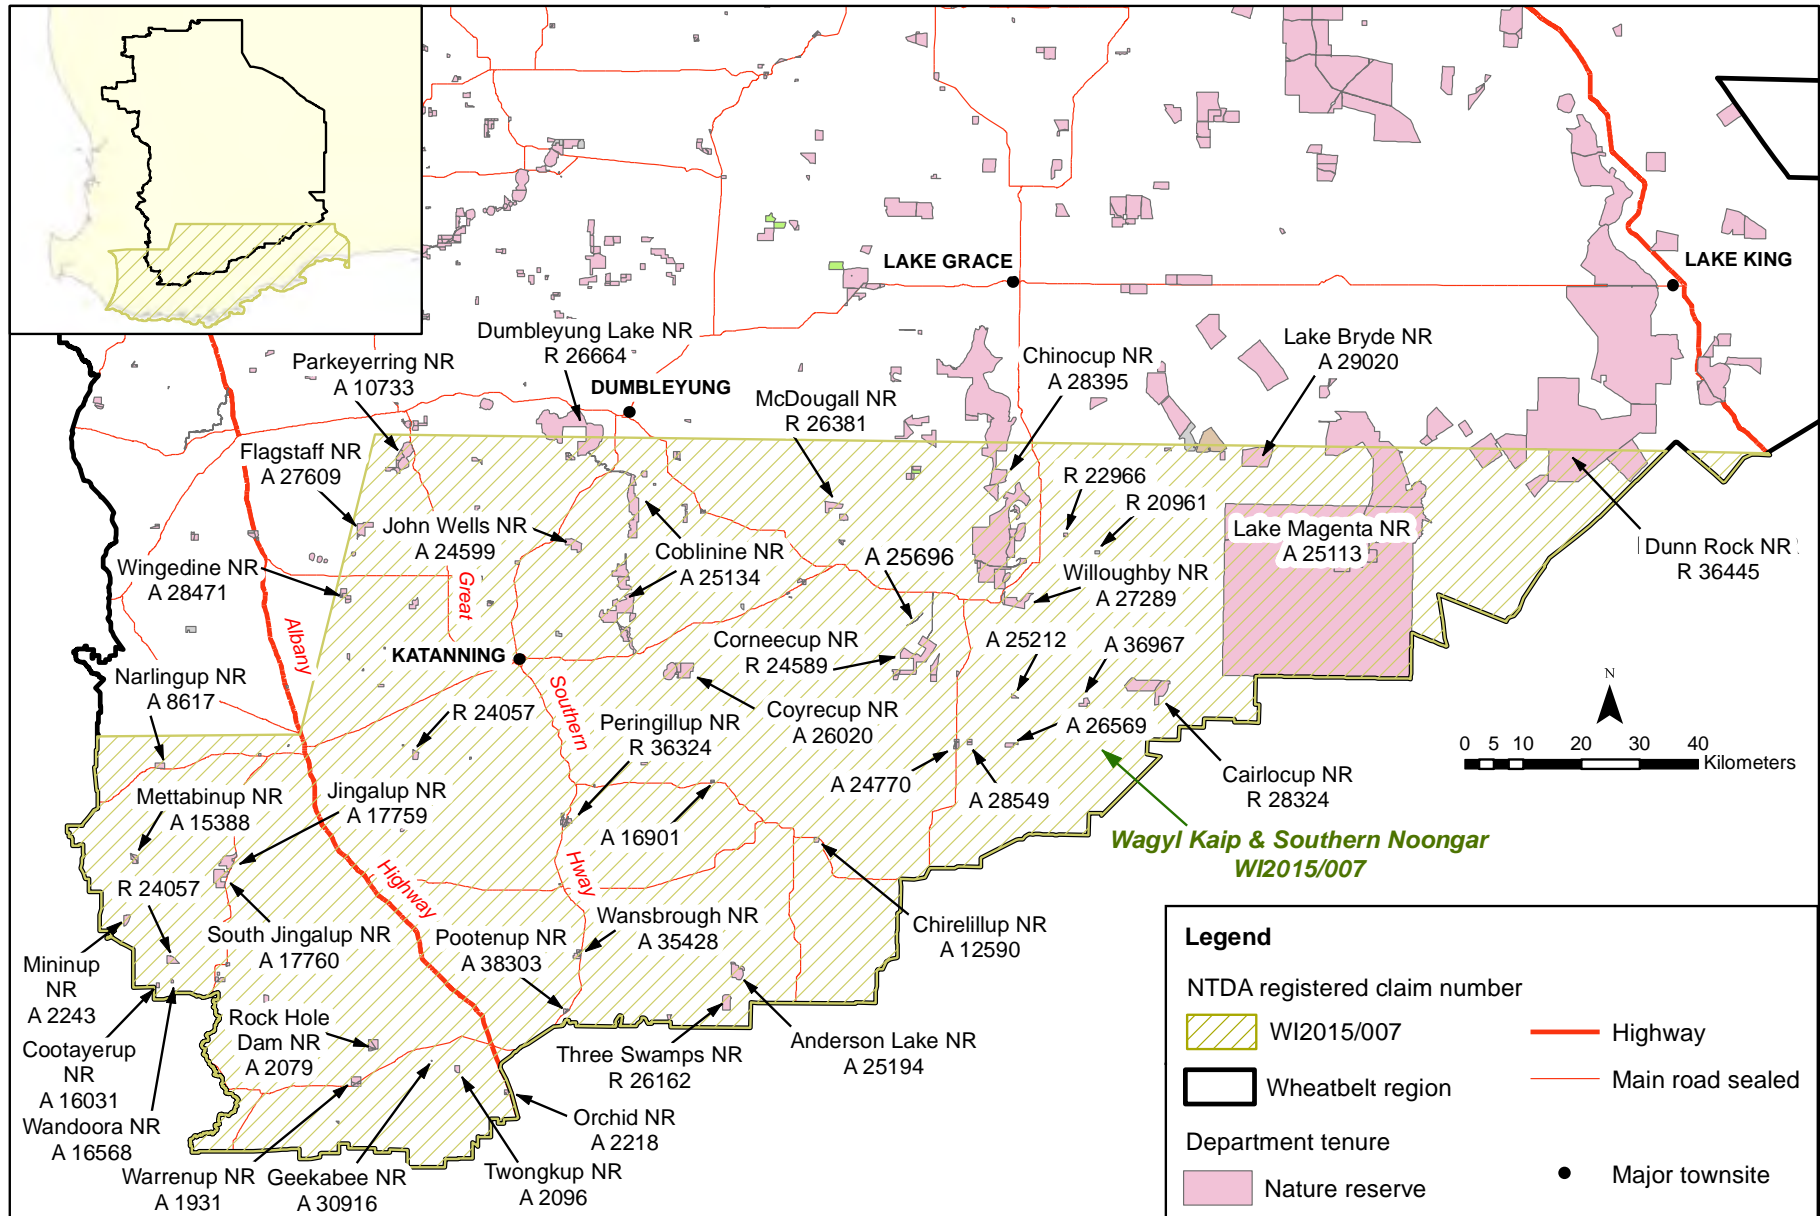 LAKE GRACE
LAKE KING
Dumbleyung Lake NR
R 26664
Parkeyerring NR
A 10733
DUMBLEYUNG
McDougall NR
R 26381
Chinocup NR
A 28395
Lake Bryde NR
A 29020
Flagstaff NR
A 27609
R 22966
R 20961
John Wells NR
A 24599
Coblinine NR
A 25134
A 25696
Lake Magenta NR
A 25113
Dunn Rock NR
R 36445
Wingedine NR
A 28471
Great
Willoughby NR
A 27289
Albany
KATANNING
Corneecup NR
R 24589
A 25212
A 36967
Narlingup NR
A 8617
Southern
R 24057
Peringillup NR
R 36324
Coyrecup NR
A 26020
A 26569
N
0 5 10 20 30 40
Kilometers
Mettabinup NR
A 15388
Jingalup NR
A 17759
A 24770
A 28549
Cairlocup NR
R 28324
A 16901
Wagyl Kaip & Southern Noongar
WI2015/007
R 24057
Highway
Hway
South Jingalup NR
A 17760
Pootenup NR
A 38303
Wansbrough NR
A 35428
Chirelillup NR
A 12590
Mininup
NR
A 2243
Rock Hole
Dam NR
A 2079
Cootayerup
NR
A 16031
Three Swamps NR
R 26162
Anderson Lake NR
A 25194
Wandoora NR
A 16568
Orchid NR
A 2218
Warrenup NR
A 1931
Geekabee NR
A 30916
Twongkup NR
A 2096
Legend
NTDA registered claim number
WI2015/007
Highway
Wheatbelt region
Main road sealed
Department tenure
Nature reserve
Major townsite